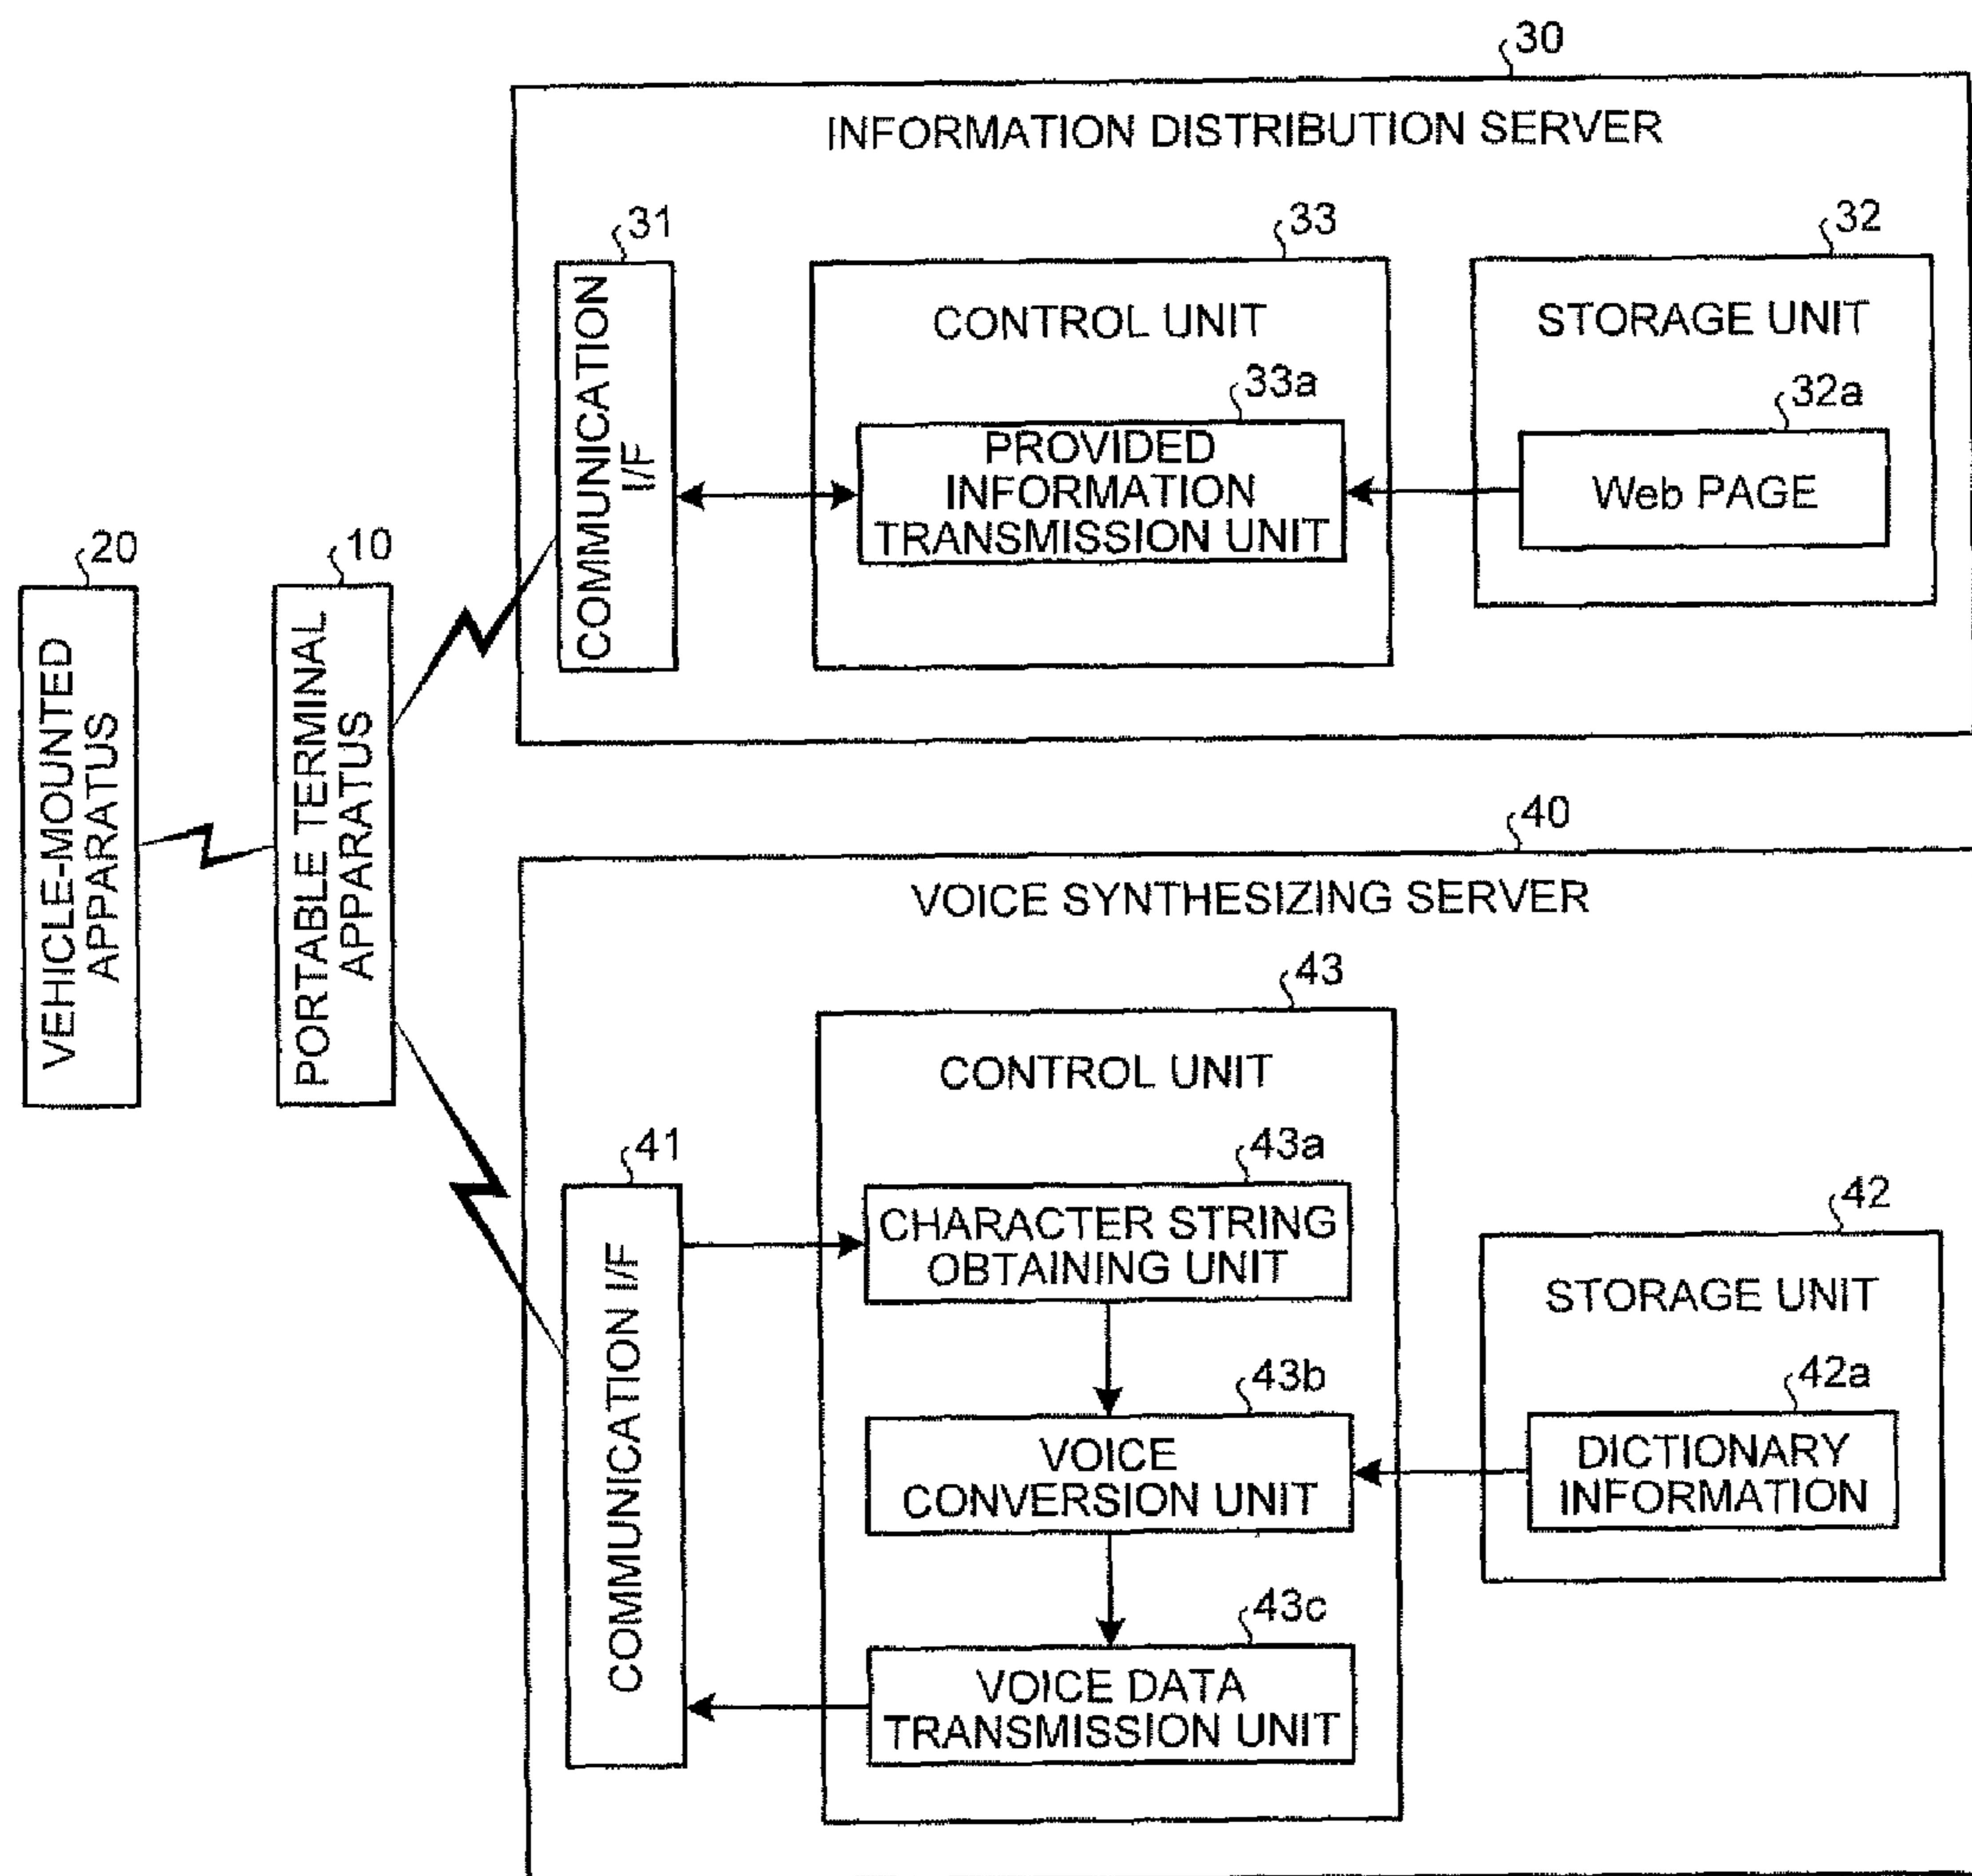 30
INFORMATION DISTRIBUTION SERVER
31
COMMUNICATION
I/F
33
CONTROL UNIT
33a
PROVIDED
INFORMATION
TRANSMISSION UNIT
32
STORAGE UNIT
32a
Web PAGE
20
VEHICLE-MOUNTED
APPARATUS
10
PORTABLE TERMINAL
APPARATUS
40
VOICE SYNTHESIZING SERVER
41
COMMUNICATION I/F
43
CONTROL UNIT
43a
CHARACTER STRING
OBTAINING UNIT
43b
VOICE
CONVERSION UNIT
43c
VOICE DATA
TRANSMISSION UNIT
42
STORAGE UNIT
42a
DICTIONARY
INFORMATION